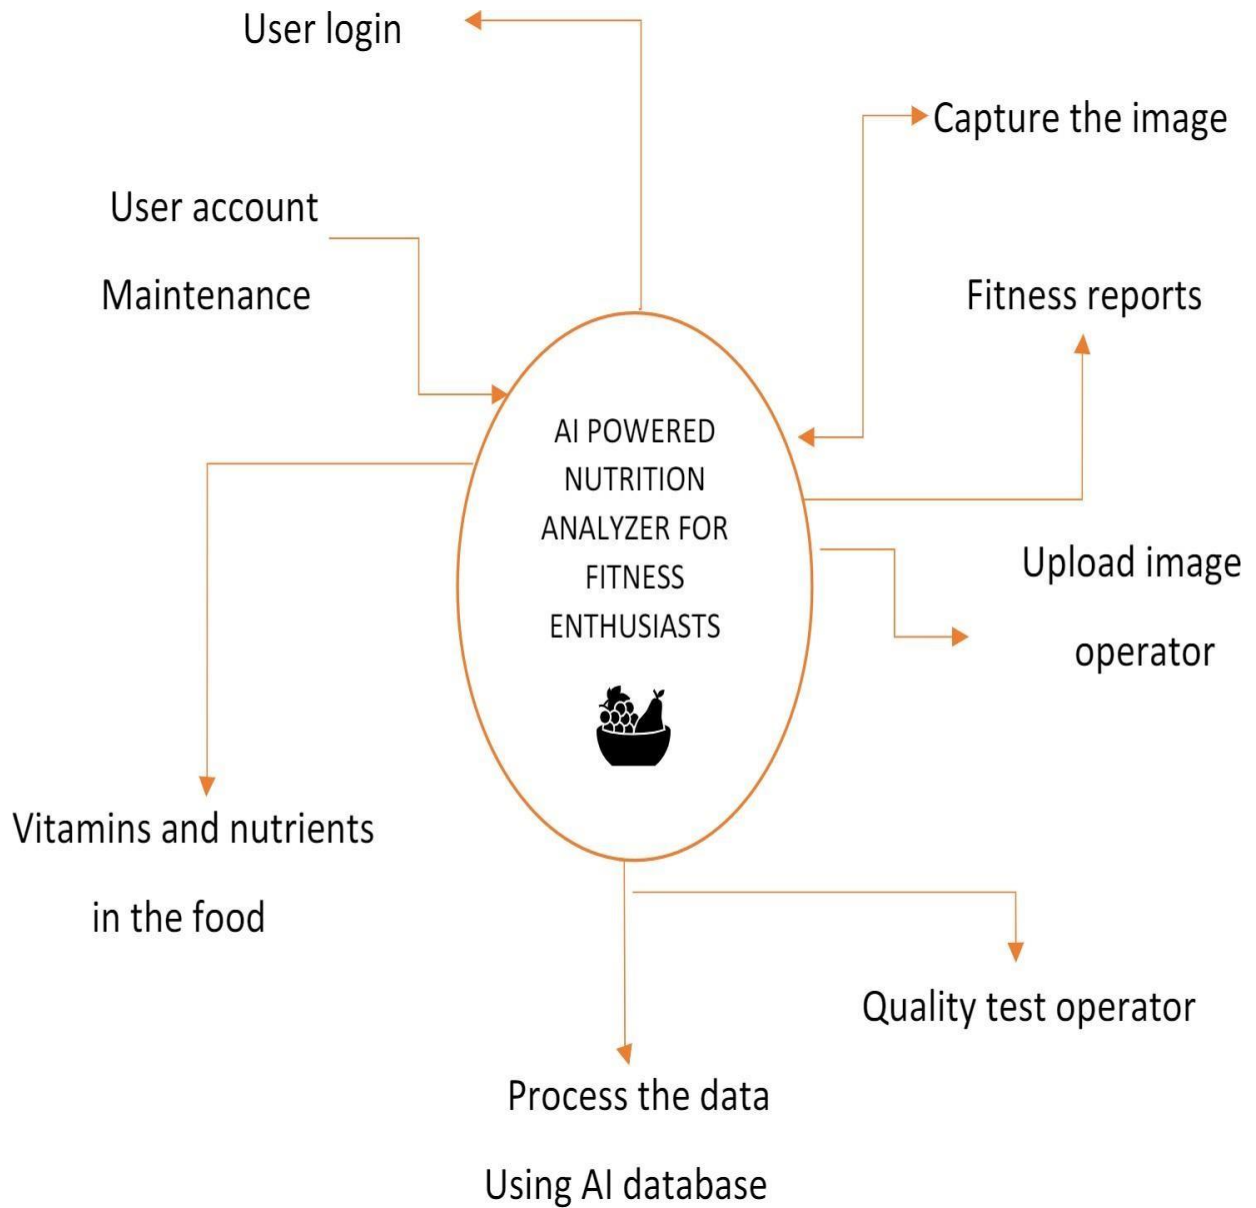 User login
Capture the image
User account
Maintenance
Fitness reports
AI POWERED
NUTRITION
ANALYZER FOR
FITNESS
ENTHUSIASTS
Upload image
operator
Vitamins and nutrients
in the food
Quality test operator
Process the data
Using AI database